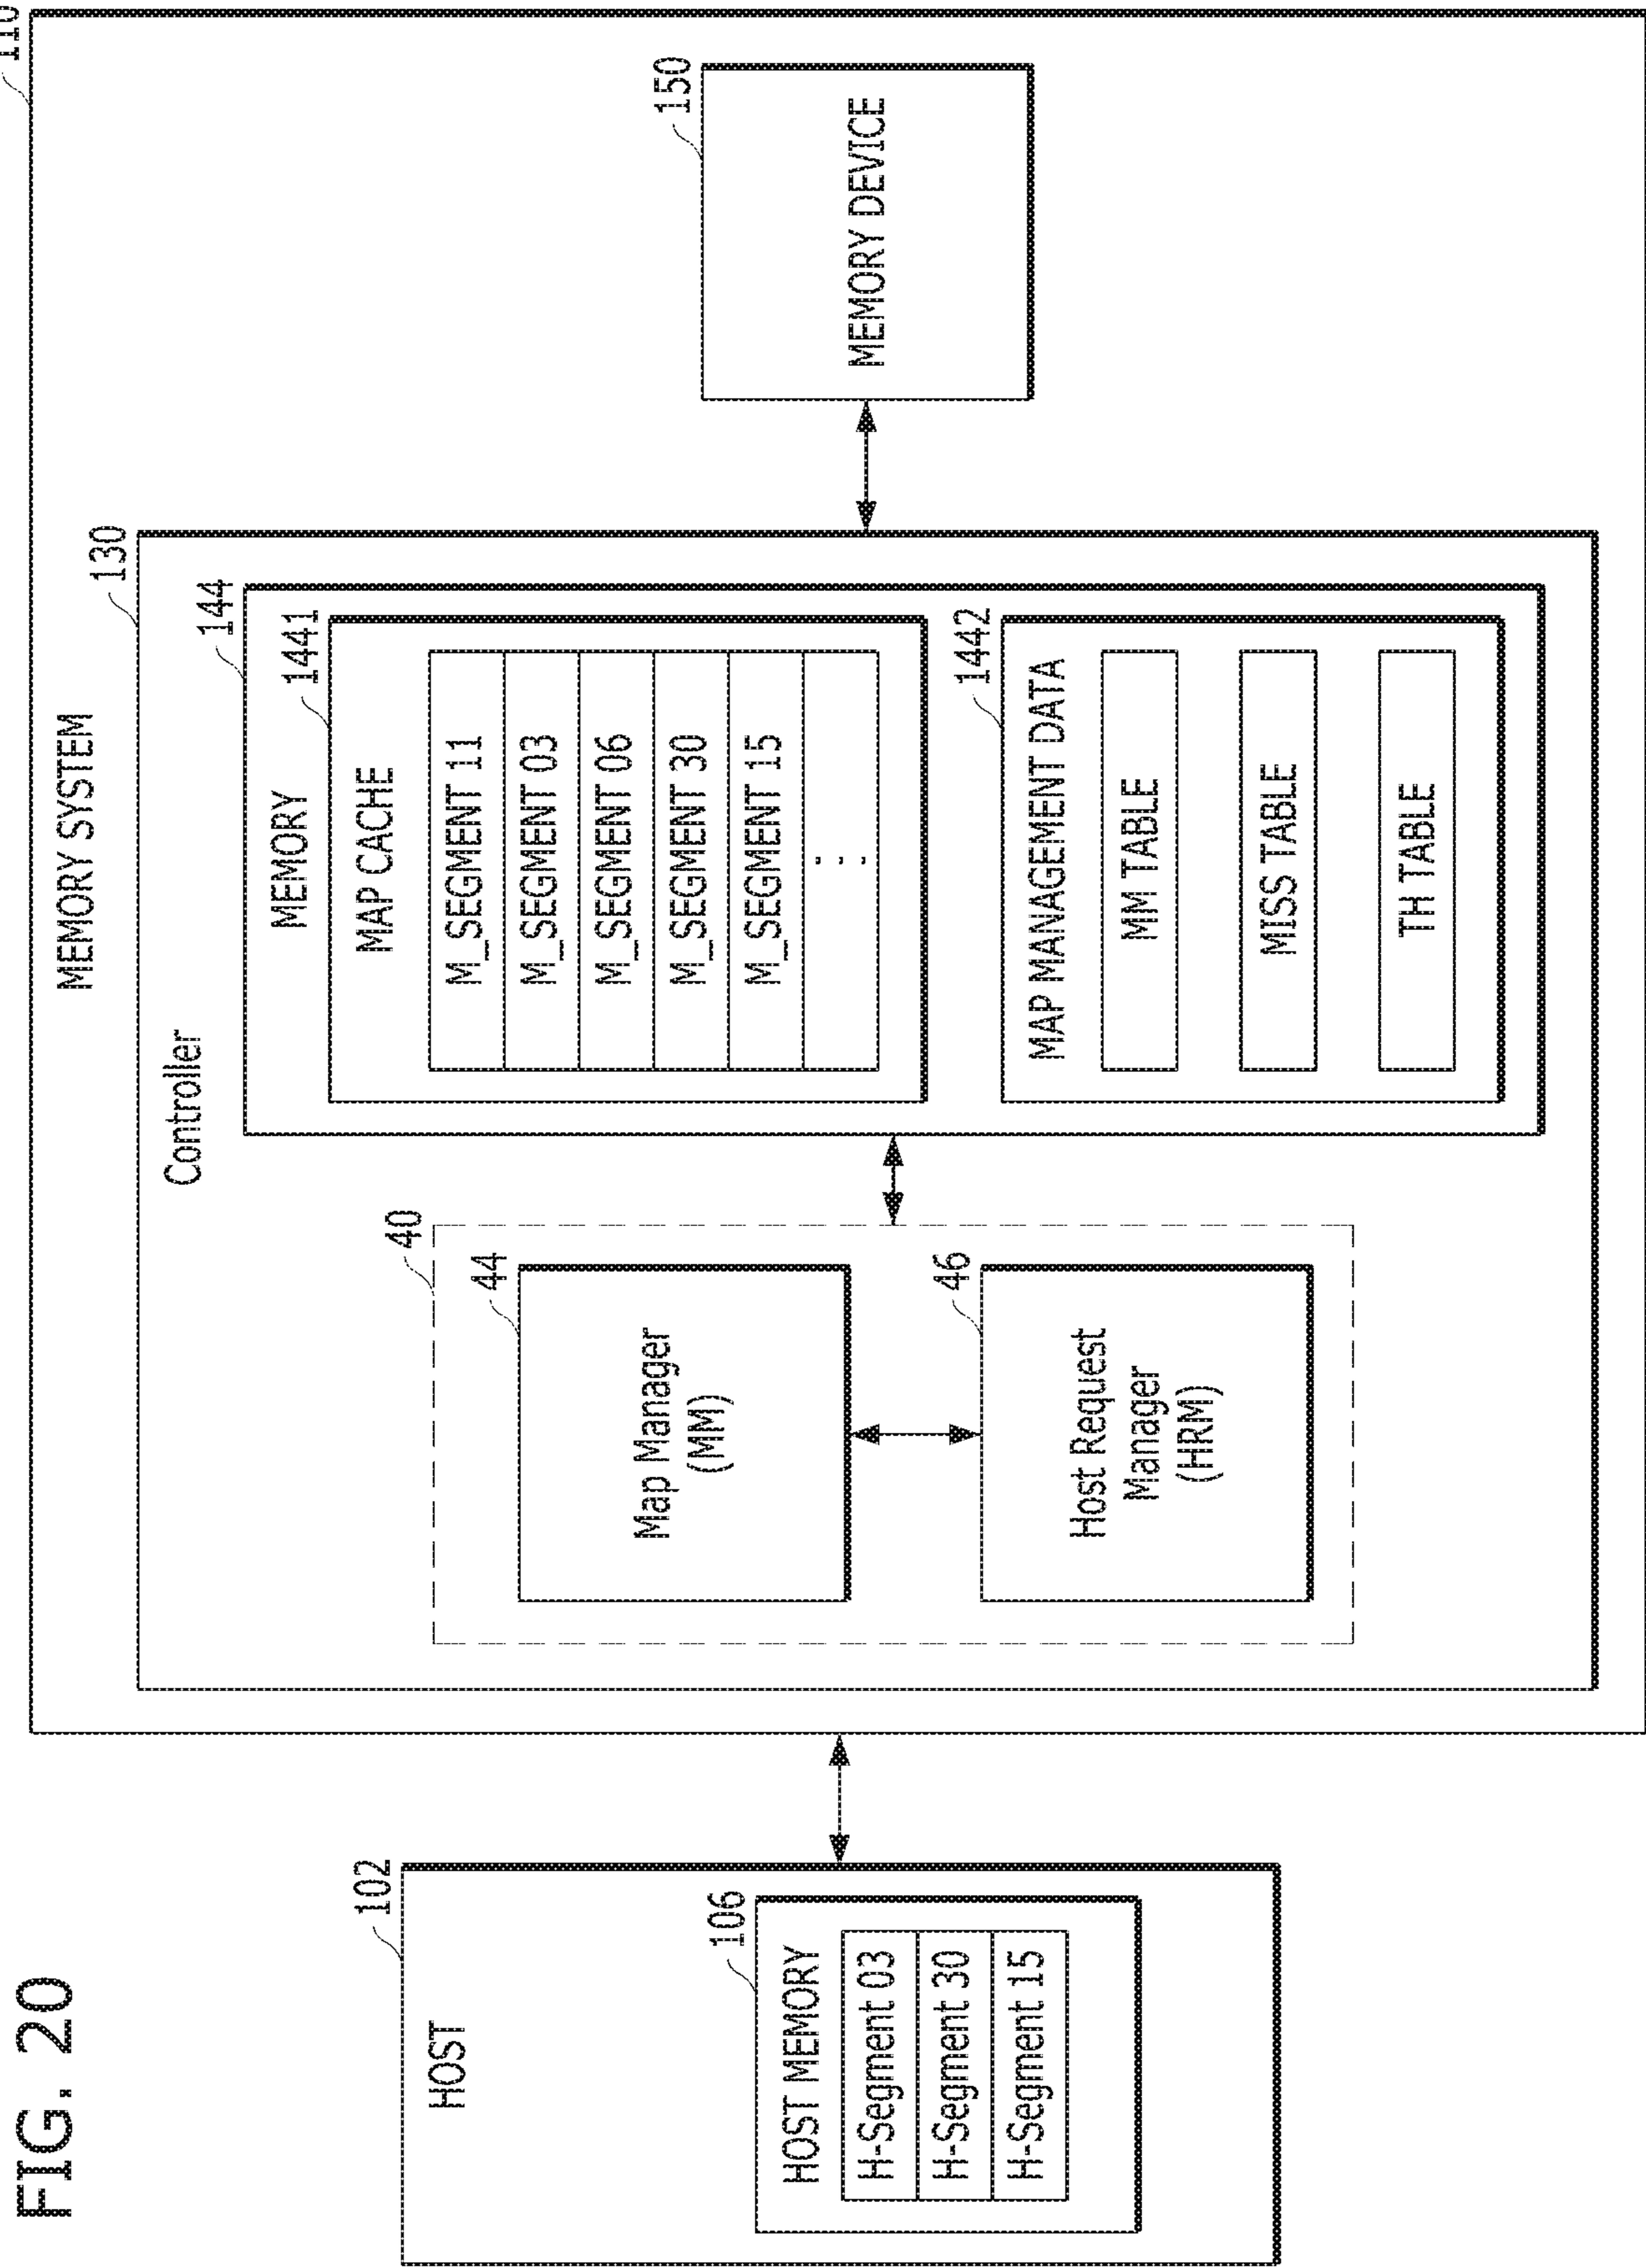 FIG. 20
HOST
102
HOST MEMORY
106
H-Segment 03
H-Segment 30
H-Segment 15
110
MEMORY SYSTEM
130
Controller
40
44
Map Manager
(MM)
46
Host Request
Manager
(HRM)
144
MEMORY
1441
MAP CACHE
M_SEGMENT 11
M_SEGMENT 03
M_SEGMENT 06
M_SEGMENT 30
M_SEGMENT 15
...
1442
MAP MANAGEMENT DATA
MM TABLE
MISS TABLE
TH TABLE
150
MEMORY DEVICE